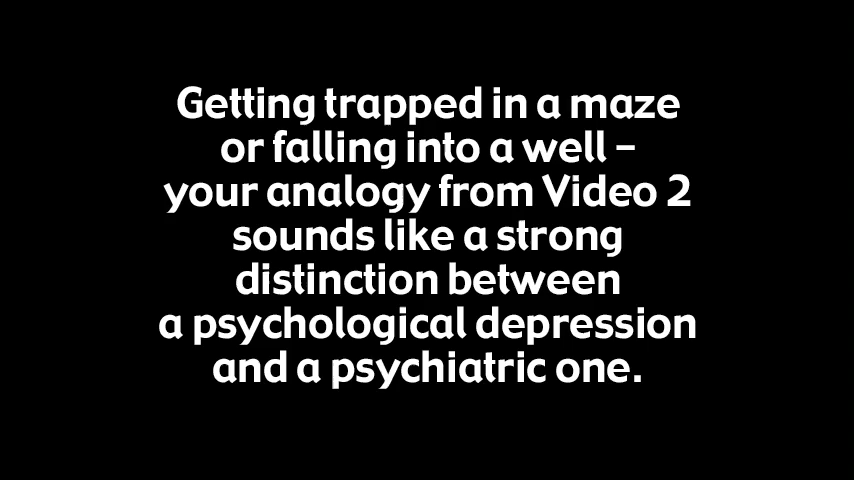 Getting trapped in a maze
or falling into a well –
your analogy from Video 2
sounds like a strong
distinction between
a psychological depression
and a psychiatric one.